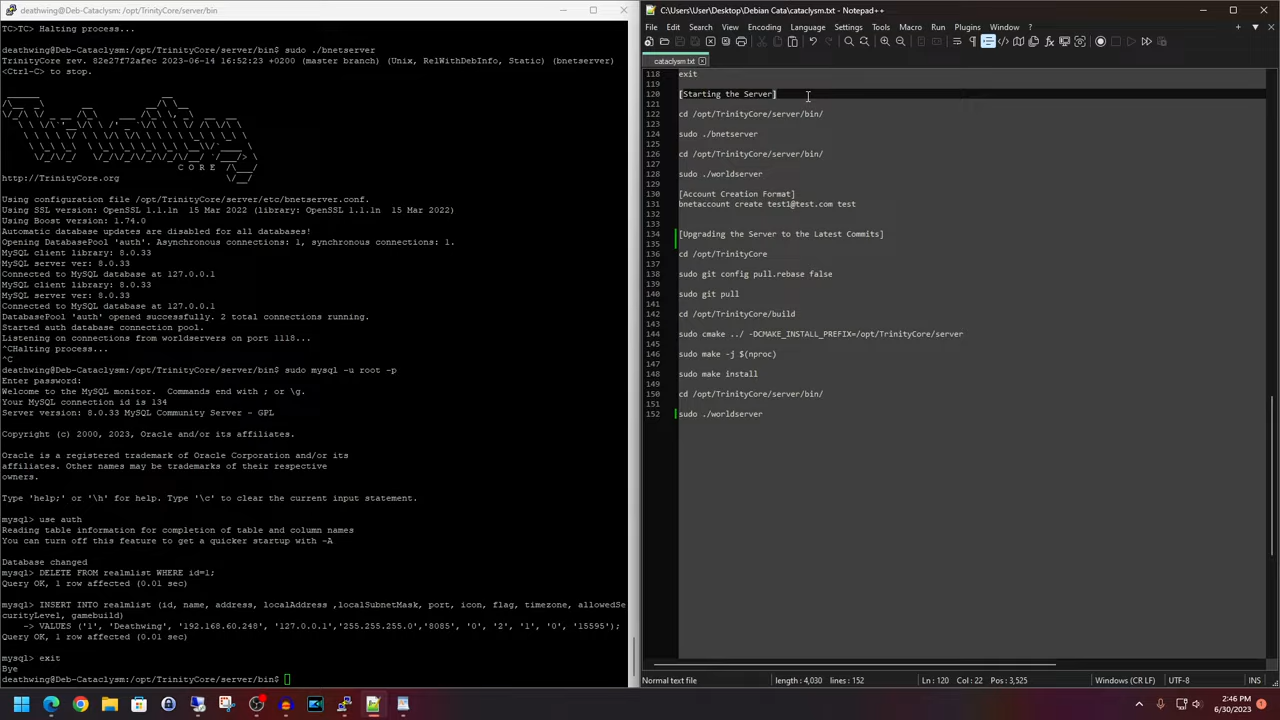 deathwing@Deb-Cataclysm: /opt/TrinityCore/server/bin
TC>TC> Halting process...
deathwing@Deb-Cataclysm:/opt/TrinityCore/server/bin$ sudo ./bnetserver
TrinityCore rev. 82e27f72afec 2023-06-14 16:52:23 +0200 (master branch) (Unix, RelWithDebInfo, Static) (bnetserver)
<Ctrl-C> to stop.
C O R E
http://TrinityCore.org
Using configuration file /opt/TrinityCore/server/etc/bnetserver.conf.
Using SSL version: OpenSSL 1.1.1n  15 Mar 2022 (library: OpenSSL 1.1.1n  15 Mar 2022)
Using Boost version: 1.74.0
Automatic database updates are disabled for all databases!
Opening DatabasePool 'auth'. Asynchronous connections: 1, synchronous connections: 1.
MySQL client library: 8.0.33
MySQL server ver: 8.0.33
Connected to MySQL database at 127.0.0.1
MySQL client library: 8.0.33
MySQL server ver: 8.0.33
Connected to MySQL database at 127.0.0.1
DatabasePool 'auth' opened successfully. 2 total connections running.
Started auth database connection pool.
Listening on connections from worldservers on port 1118...
^CHalting process...
^C
deathwing@Deb-Cataclysm:/opt/TrinityCore/server/bin$ sudo mysql -u root -p
Enter password:
Welcome to the MySQL monitor.  Commands end with ; or \g.
Your MySQL connection id is 134
Server version: 8.0.33 MySQL Community Server - GPL
Copyright (c) 2000, 2023, Oracle and/or its affiliates.
Oracle is a registered trademark of Oracle Corporation and/or its
affiliates. Other names may be trademarks of their respective
owners.
Type 'help;' or '\h' for help. Type '\c' to clear the current input statement.
mysql> use auth
Reading table information for completion of table and column names
You can turn off this feature to get a quicker startup with -A
Database changed
mysql> DELETE FROM realmlist WHERE id=1;
Query OK, 1 row affected (0.01 sec)
mysql> INSERT INTO realmlist (id, name, address, localAddress ,localSubnetMask, port, icon, flag, timezone, allowedSe
curityLevel, gamebuild)
-> VALUES ('1', 'Deathwing', '192.168.60.248', '127.0.0.1','255.255.255.0','8085', '0', '2', '1', '0', '15595');
Query OK, 1 row affected (0.01 sec)
mysql> exit
Bye
deathwing@Deb-Cataclysm:/opt/TrinityCore/server/bin$
C:\Users\User\Desktop\Debian Cata\cataclysm.txt - Notepad++
File Edit Search View Encoding Language Settings Tools Macro Run Plugins Window ? + ▼ ✕
cataclysm.txt
118 exit
119
120 [Starting the Server]
121
122 cd /opt/TrinityCore/server/bin/
123
124 sudo ./bnetserver
125
126 cd /opt/TrinityCore/server/bin/
127
128 sudo ./worldserver
129
130 [Account Creation Format]
131 bnetaccount create test1@test.com test
132
133
134 [Upgrading the Server to the Latest Commits]
135
136 cd /opt/TrinityCore
137
138 sudo git config pull.rebase false
139
140 sudo git pull
141
142 cd /opt/TrinityCore/build
143
144 sudo cmake ../ -DCMAKE_INSTALL_PREFIX=/opt/TrinityCore/server
145
146 sudo make -j $(nproc)
147
148 sudo make install
149
150 cd /opt/TrinityCore/server/bin/
151
152 sudo ./worldserver
Normal text file length : 4,030 lines : 152 Ln : 120 Col : 22 Pos : 3,525 Windows (CR LF) UTF-8 INS
2:46 PM
6/30/2023